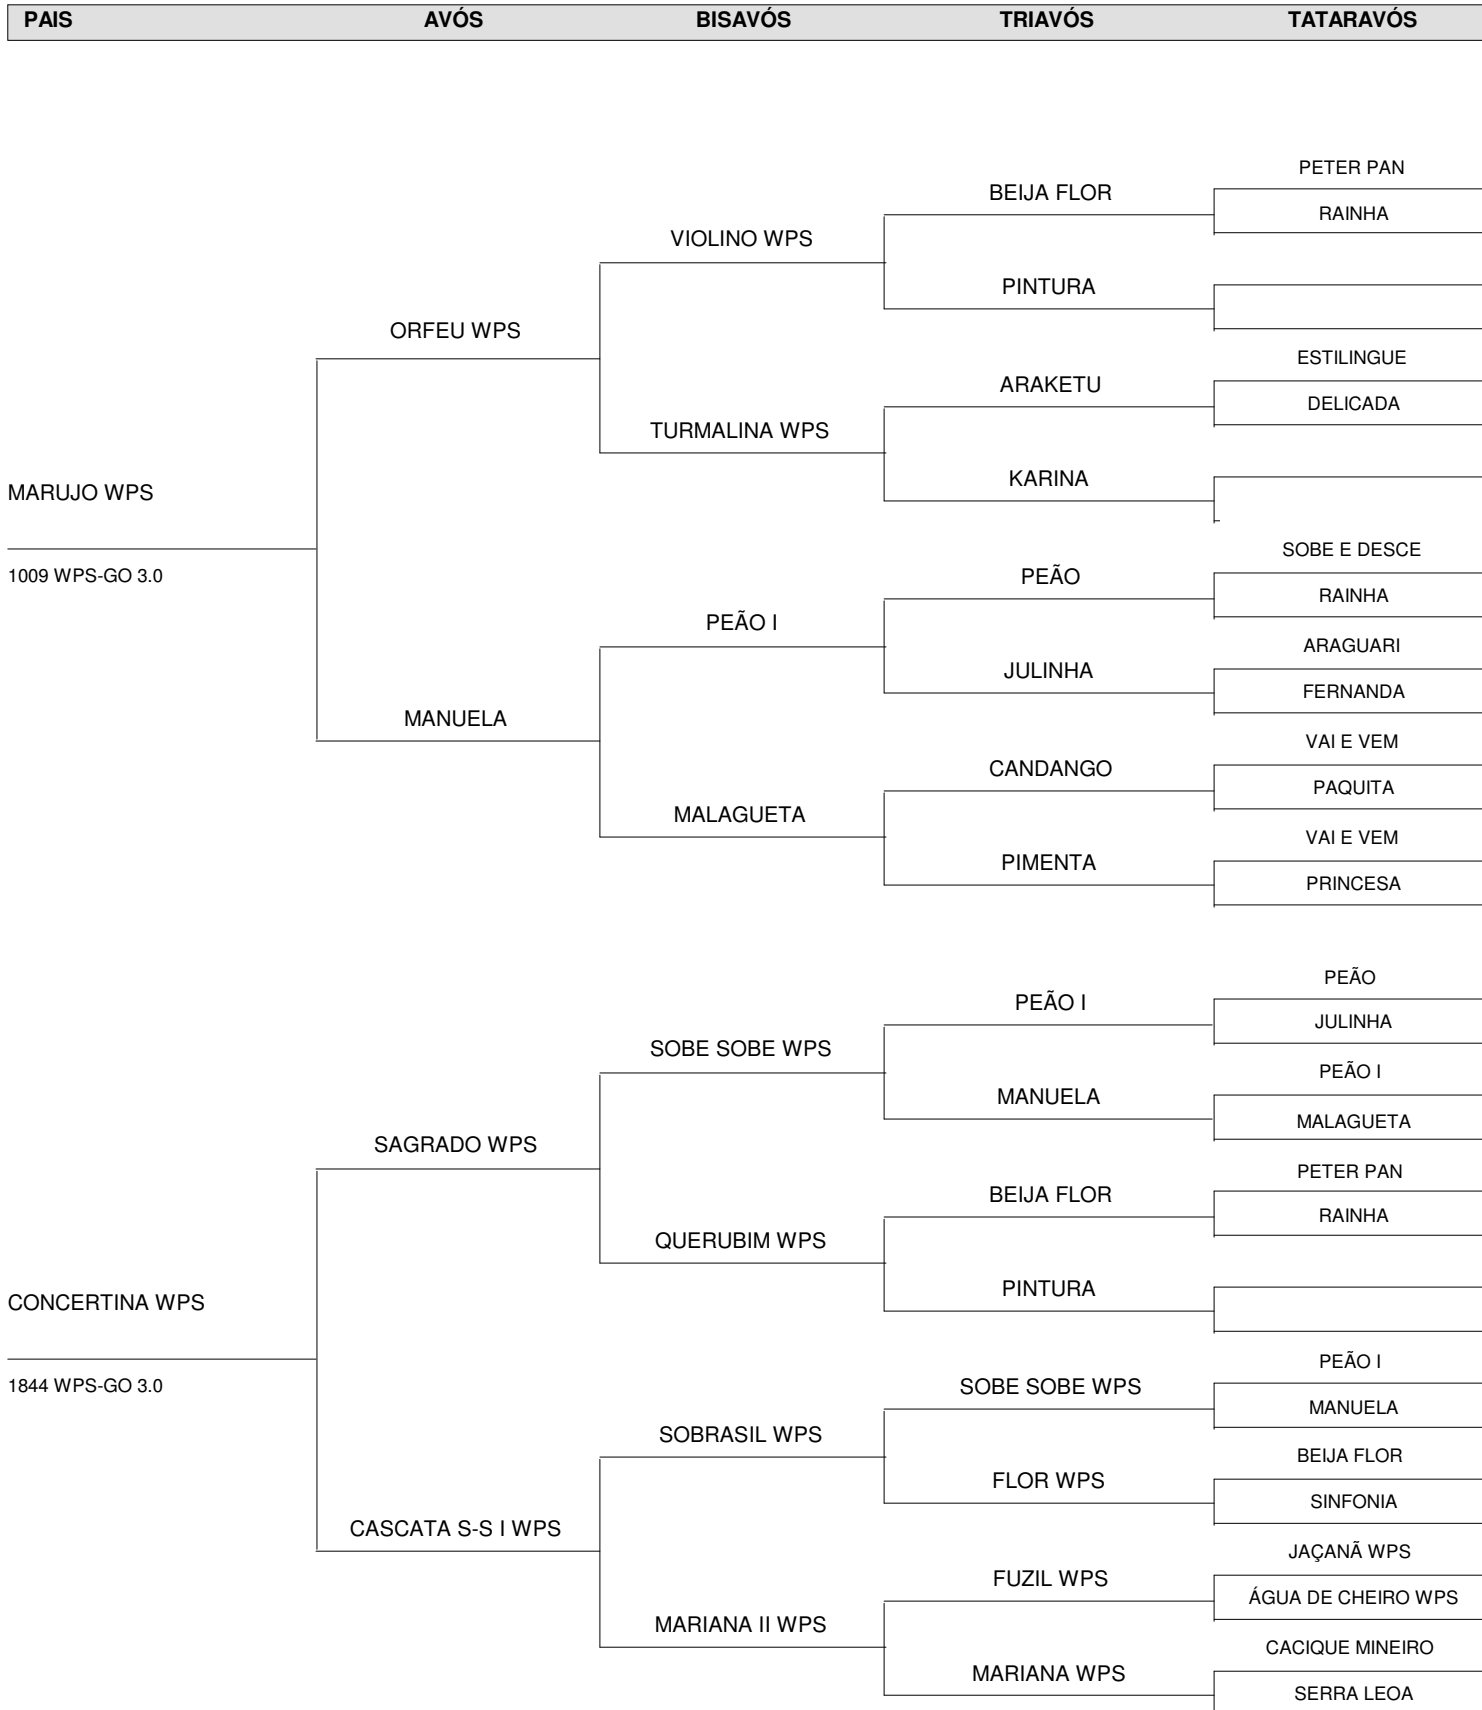 PAIS AVÓS BISAVÓS TRIAVÓS TATARAVÓS
PETER PAN
BEIJA FLOR
RAINHA
VIOLINO WPS
PINTURA
ORFEU WPS
ESTILINGUE
ARAKETU
DELICADA
TURMALINA WPS
KARINA
MARUJO WPS
SOBE E DESCE
1009 WPS-GO 3.0
PEÃO
RAINHA
PEÃO I
ARAGUARI
JULINHA
FERNANDA
MANUELA
VAI E VEM
CANDANGO
PAQUITA
MALAGUETA
VAI E VEM
PIMENTA
PRINCESA
PEÃO
PEÃO I
JULINHA
SOBE SOBE WPS
PEÃO I
MANUELA
MALAGUETA
SAGRADO WPS
PETER PAN
BEIJA FLOR
RAINHA
QUERUBIM WPS
PINTURA
CONCERTINA WPS
PEÃO I
1844 WPS-GO 3.0
SOBE SOBE WPS
MANUELA
SOBRASIL WPS
BEIJA FLOR
FLOR WPS
SINFONIA
CASCATA S-S I WPS
JAÇANÃ WPS
FUZIL WPS
ÁGUA DE CHEIRO WPS
MARIANA II WPS
CACIQUE MINEIRO
MARIANA WPS
SERRA LEOA